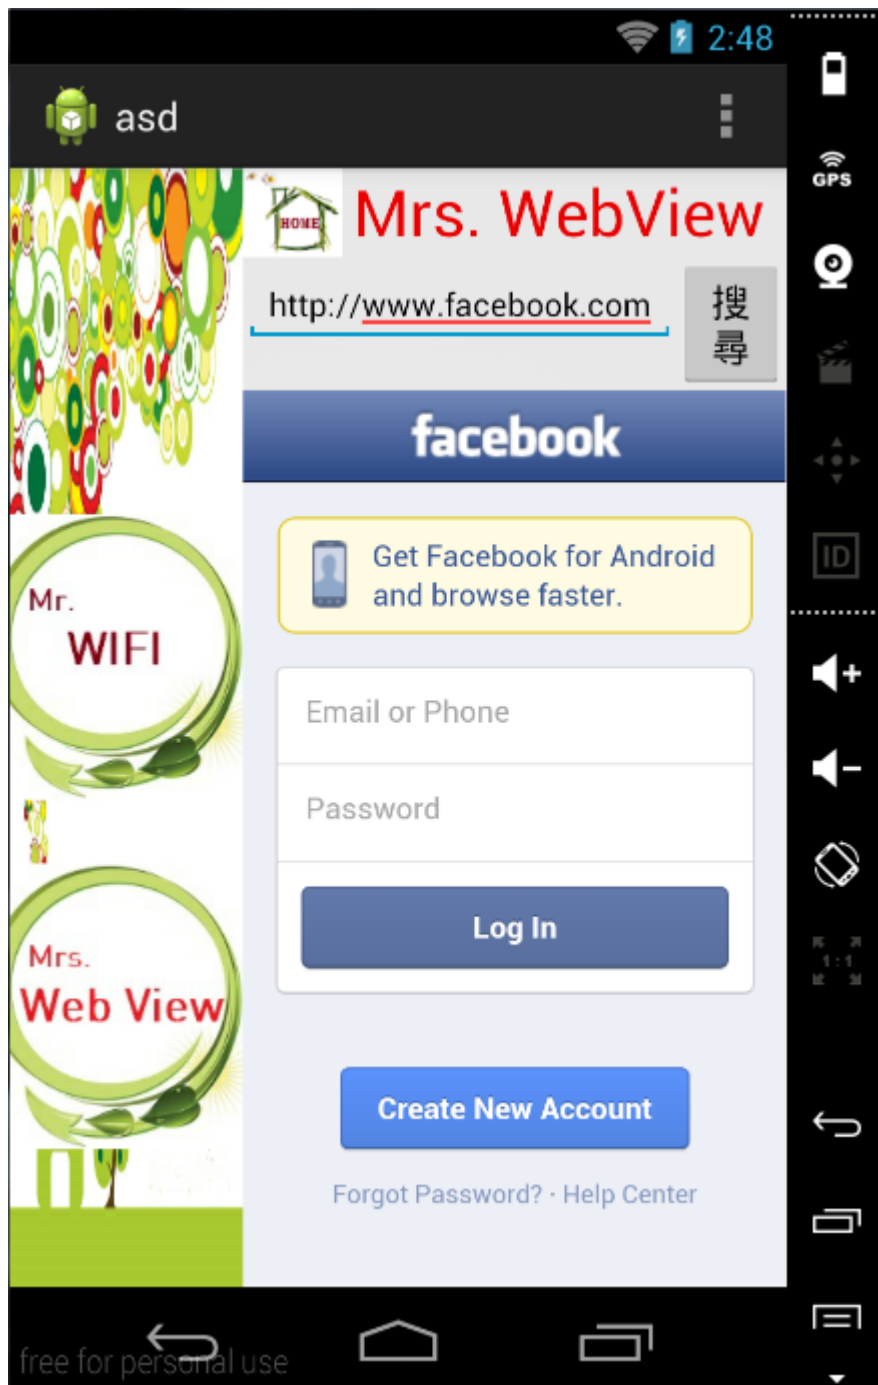 2:48
asd
GPS
HOME
Mrs. WebView
http://www.facebook.com
搜
尋
facebook
Get Facebook for Android
and browse faster.
ID
Mr.
WIFI
Email or Phone
Password
Log In
1:1
Mrs.
Web View
Create New Account
Forgot Password? · Help Center
free for personal use